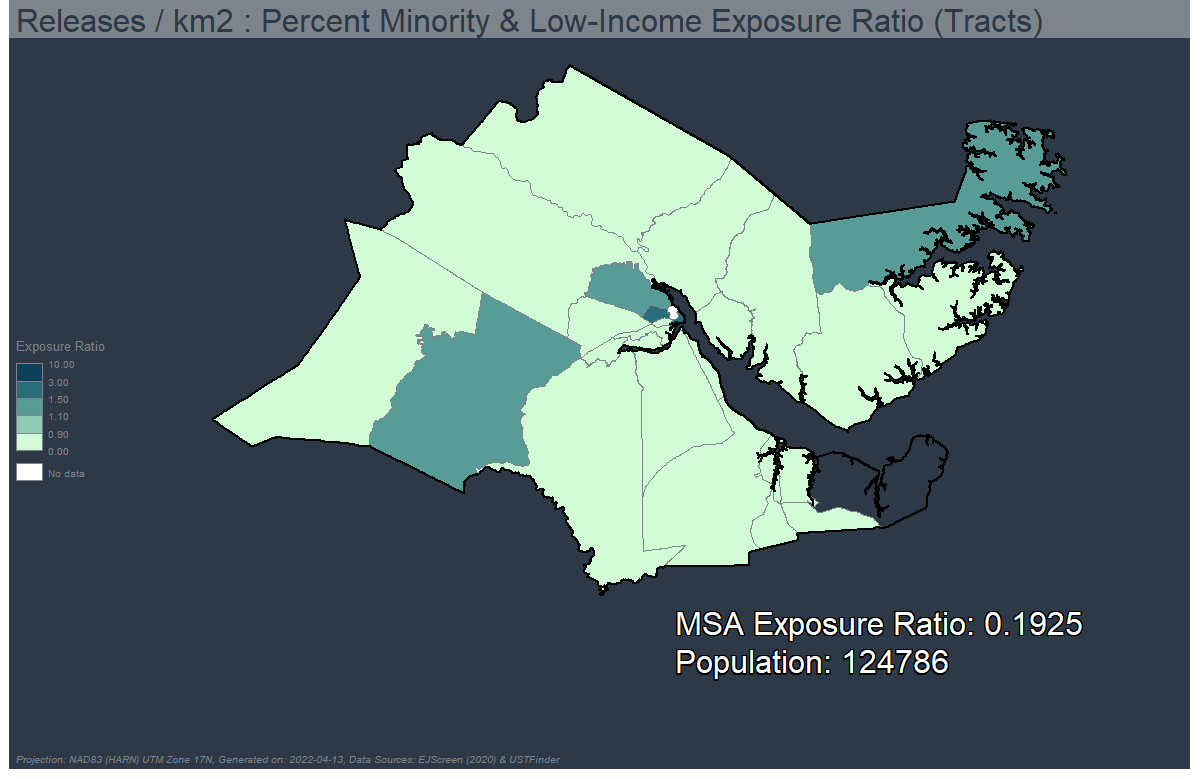 Releases / km2 : Percent Minority & Low-Income Exposure Ratio (Tracts)
Exposure Ratio
10.00
3.00
1.50
1.10
0.90
0.00
No data
MSA Exposure Ratio: 0.1925
Population: 124786
Projection: NAD83 (HARN) UTM Zone 17N, Generated on: 2022-04-13, Data Sources: EJScreen (2020) & USTFinder